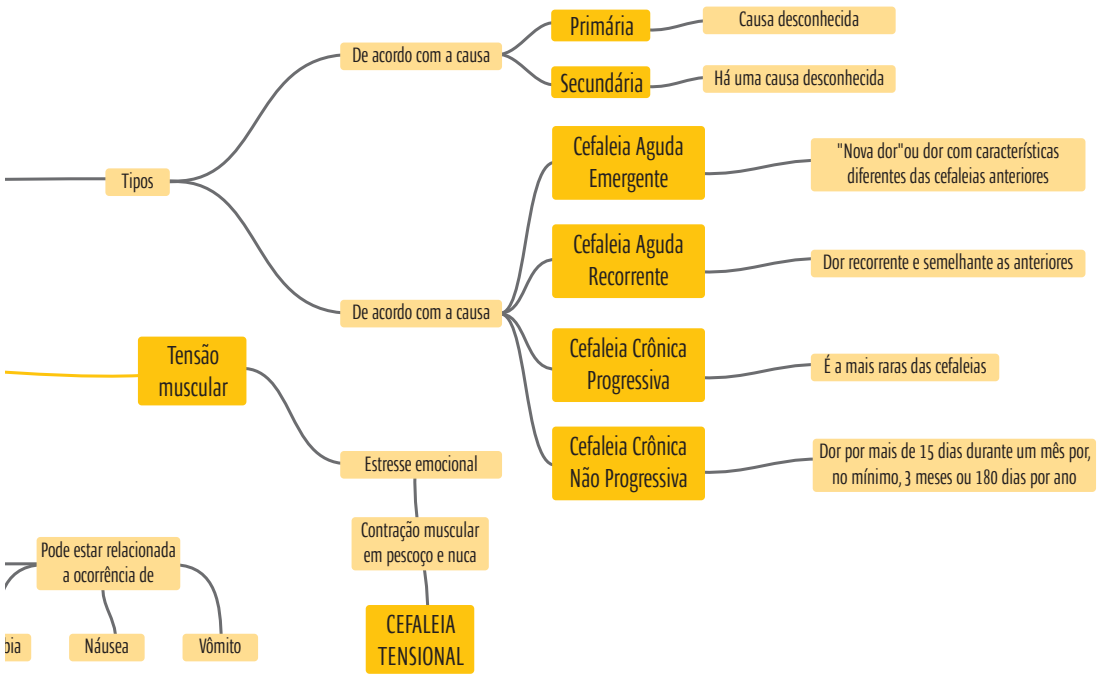 Tipos
De acordo com a causa
Primária
Causa desconhecida
Secundária
Há uma causa desconhecida
De acordo com a causa
Cefaleia Aguda
Emergente
"Nova dor"ou dor com características
diferentes das cefaleias anteriores
Cefaleia Aguda
Recorrente
Dor recorrente e semelhante as anteriores
Cefaleia Crônica
Progressiva
É a mais raras das cefaleias
Cefaleia Crônica
Não Progressiva
Dor por mais de 15 dias durante um mês por,
no mínimo, 3 meses ou 180 dias por ano
Tensão
muscular
Estresse emocional
Contração muscular
em pescoço e nuca
CEFALEIA
TENSIONAL
Pode estar relacionada
a ocorrência de
Náusea
Vômito